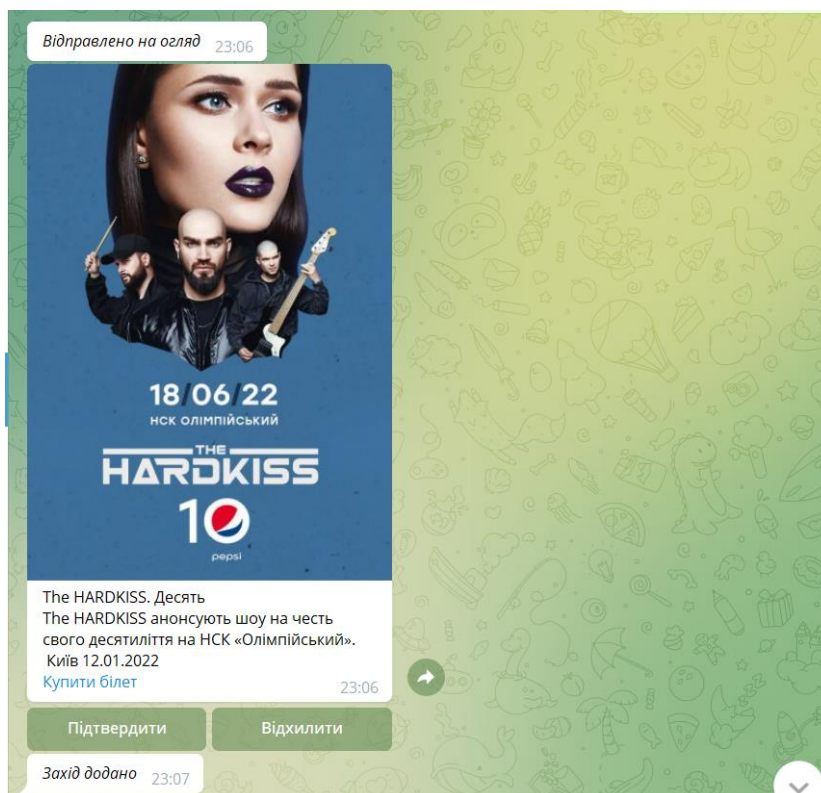 Відправлено на огляд 23:06
18/06/22
НСК ОЛІМПІЙСЬКИЙ
THE
HARDKISS
10
pepsi
The HARDKISS. Десять
The HARDKISS анонсують шоу на честь
свого десятиліття на НСК «Олімпійський».
Київ 12.01.2022
Купити білет 23:06
Підтвердити Відхилити
Захід додано 23:07